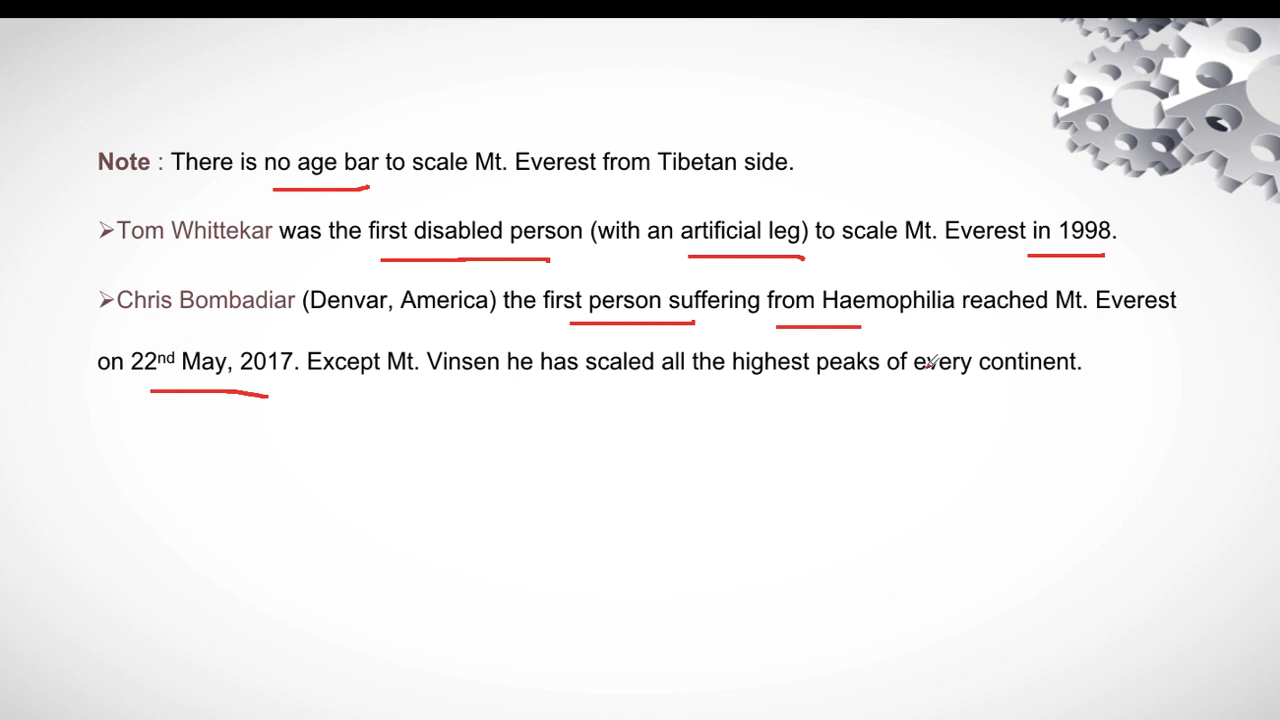 Note : There is no age bar to scale Mt. Everest from Tibetan side.
➢Tom Whittekar was the first disabled person (with an artificial leg) to scale Mt. Everest in 1998.
➢Chris Bombadiar (Denvar, America) the first person suffering from Haemophilia reached Mt. Everest
on 22nd May, 2017. Except Mt. Vinsen he has scaled all the highest peaks of every continent.